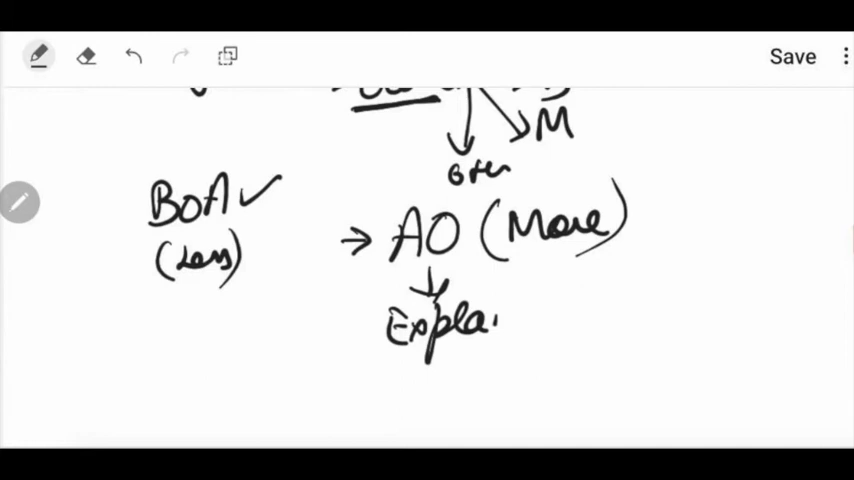 Save
M
BOA✓
(Less)
→ AO (More)
Expla